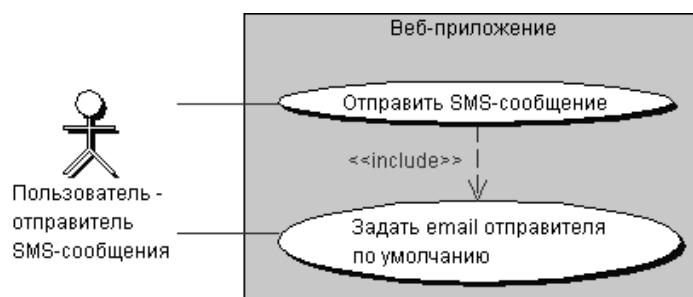 Веб-приложение
Отправить SMS-сообщение
<<include>>
Пользователь -
отправитель
SMS-сообщения
Задать email отправителя
по умолчанию